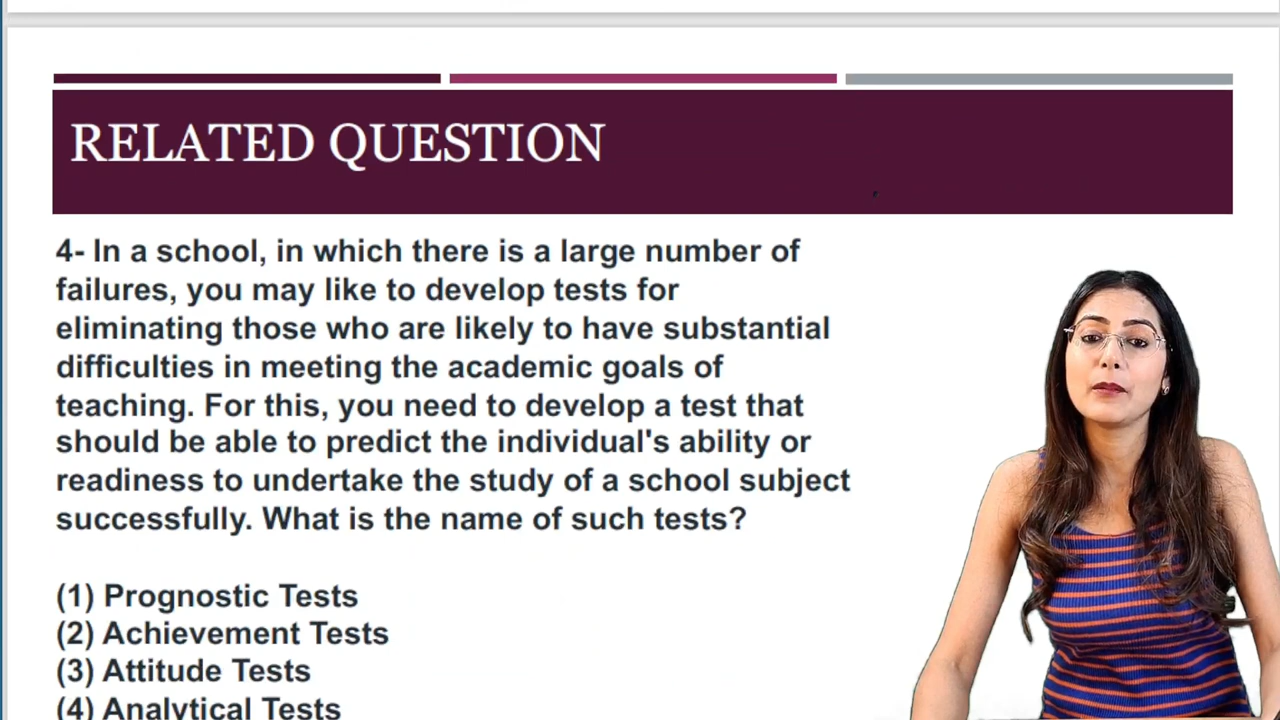 RELATED QUESTION
4- In a school, in which there is a large number of
failures, you may like to develop tests for
eliminating those who are likely to have substantial
difficulties in meeting the academic goals of
teaching. For this, you need to develop a test that
should be able to predict the individual's ability or
readiness to undertake the study of a school subject
successfully. What is the name of such tests?
(1) Prognostic Tests
(2) Achievement Tests
(3) Attitude Tests
(4) Analytical Tests